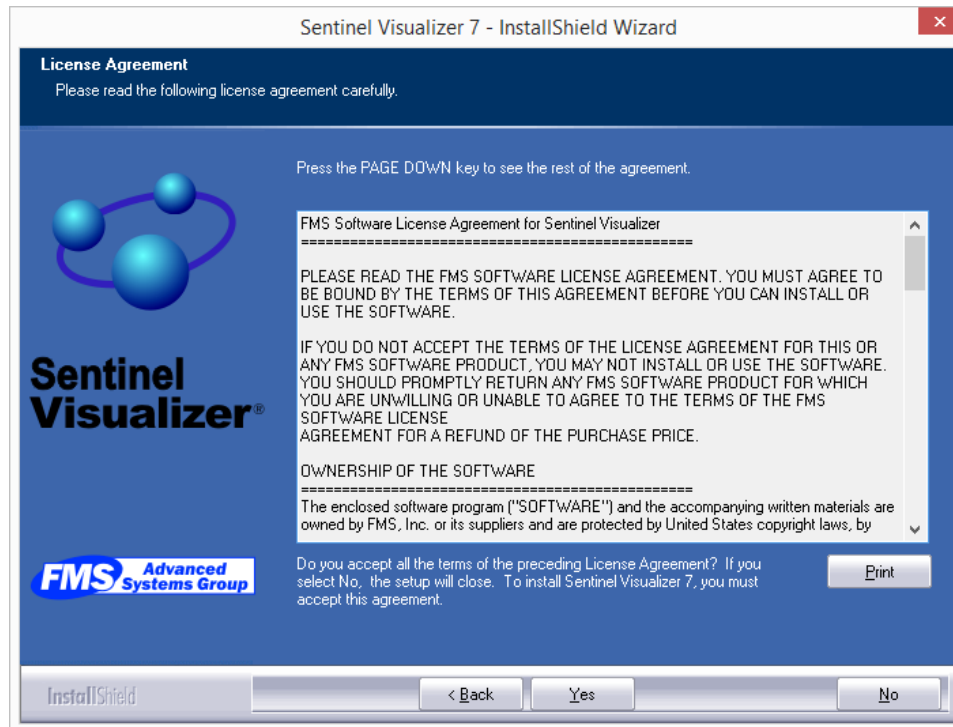 Sentinel Visualizer 7 - InstallShield Wizard
License Agreement
Please read the following license agreement carefully.
Press the PAGE DOWN key to see the rest of the agreement.
FMS Software License Agreement for Sentinel Visualizer
================================================
PLEASE READ THE FMS SOFTWARE LICENSE AGREEMENT. YOU MUST AGREE TO
BE BOUND BY THE TERMS OF THIS AGREEMENT BEFORE YOU CAN INSTALL OR
USE THE SOFTWARE.
IF YOU DO NOT ACCEPT THE TERMS OF THE LICENSE AGREEMENT FOR THIS OR
ANY FMS SOFTWARE PRODUCT, YOU MAY NOT INSTALL OR USE THE SOFTWARE.
YOU SHOULD PROMPTLY RETURN ANY FMS SOFTWARE PRODUCT FOR WHICH
YOU ARE UNWILLING OR UNABLE TO AGREE TO THE TERMS OF THE FMS
SOFTWARE LICENSE
AGREEMENT FOR A REFUND OF THE PURCHASE PRICE.
OWNERSHIP OF THE SOFTWARE
================================================
The enclosed software program ("SOFTWARE") and the accompanying written materials are
owned by FMS, Inc. or its suppliers and are protected by United States copyright laws, by
Sentinel
Visualizer®
FMS Advanced
Systems Group
Do you accept all the terms of the preceding License Agreement? If you
select No, the setup will close. To install Sentinel Visualizer 7, you must
accept this agreement.
Print
InstallShield
< Back
Yes
No